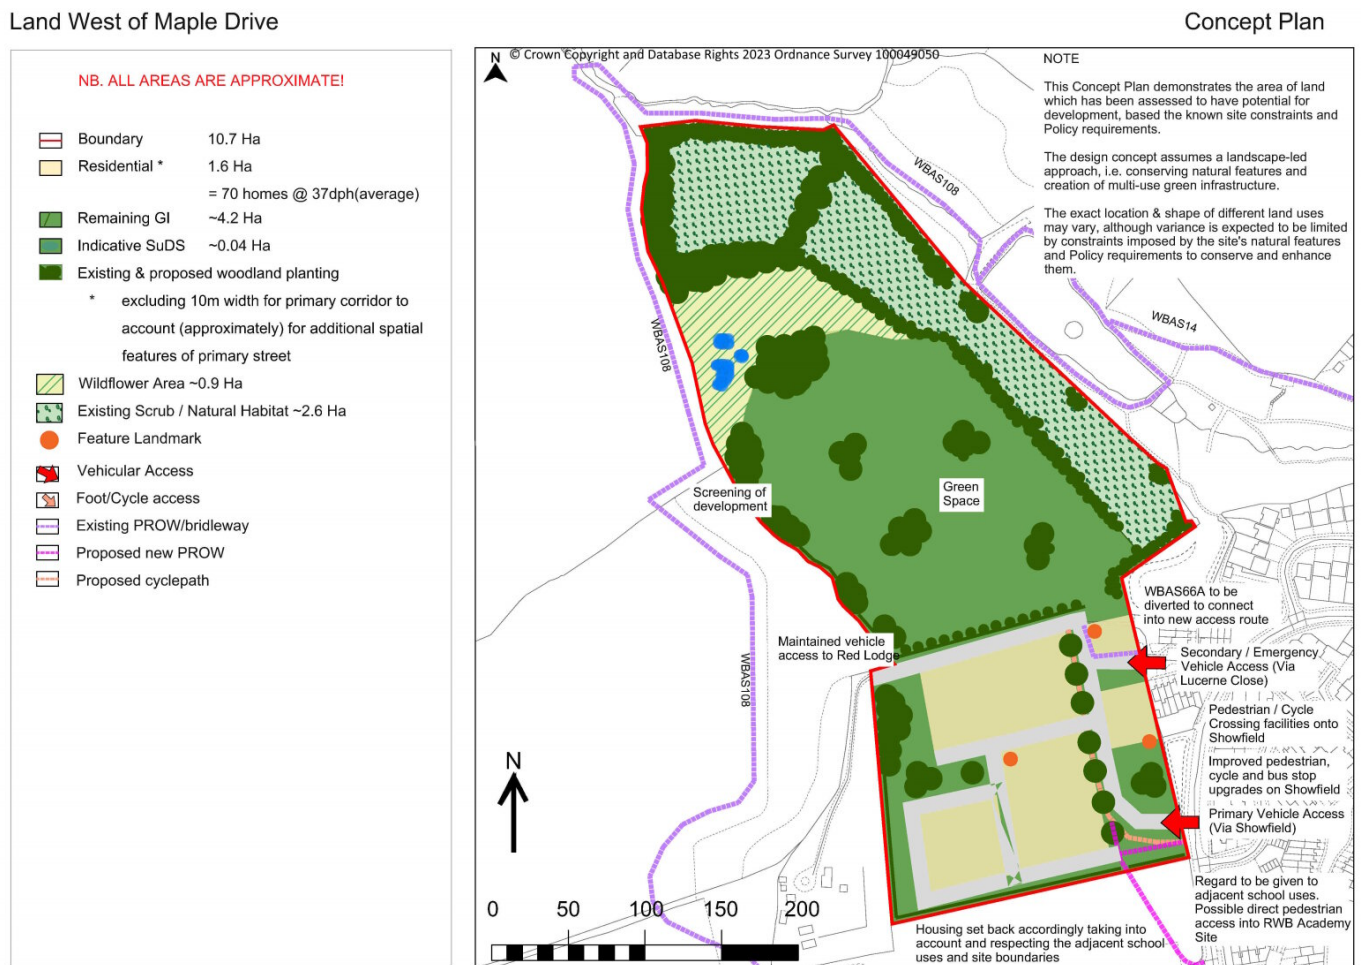 Land West of Maple Drive
Concept Plan
NB. ALL AREAS ARE APPROXIMATE!
Boundary 10.7 Ha
Residential * 1.6 Ha
= 70 homes @ 37dph(average)
Remaining GI ~4.2 Ha
Indicative SuDS ~0.04 Ha
Existing & proposed woodland planting
* excluding 10m width for primary corridor to
account (approximately) for additional spatial
features of primary street
Wildflower Area ~0.9 Ha
Existing Scrub / Natural Habitat ~2.6 Ha
Feature Landmark
Vehicular Access
Foot/Cycle access
Existing PROW/bridleway
Proposed new PROW
Proposed cyclepath
N
© Crown Copyright and Database Rights 2023 Ordnance Survey 100049050
NOTE
This Concept Plan demonstrates the area of land
which has been assessed to have potential for
development, based the known site constraints and
Policy requirements.
The design concept assumes a landscape-led
approach, i.e. conserving natural features and
creation of multi-use green infrastructure.
The exact location & shape of different land uses
may vary, although variance is expected to be limited
by constraints imposed by the site's natural features
and Policy requirements to conserve and enhance
them.
WBAS108
WBAS14
WBAS108
Screening of
development
Green
Space
WBAS66A to be
diverted to connect
into new access route
Maintained vehicle
access to Red Lodge
Secondary / Emergency
Vehicle Access (Via
Lucerne Close)
WBAS108
Pedestrian / Cycle
Crossing facilities onto
Showfield
Improved pedestrian,
cycle and bus stop
upgrades on Showfield
Primary Vehicle Access
(Via Showfield)
N
Regard to be given to
adjacent school uses.
Possible direct pedestrian
access into RWB Academy
Site
0 50 100 150 200
Housing set back accordingly taking into
account and respecting the adjacent school
uses and site boundaries